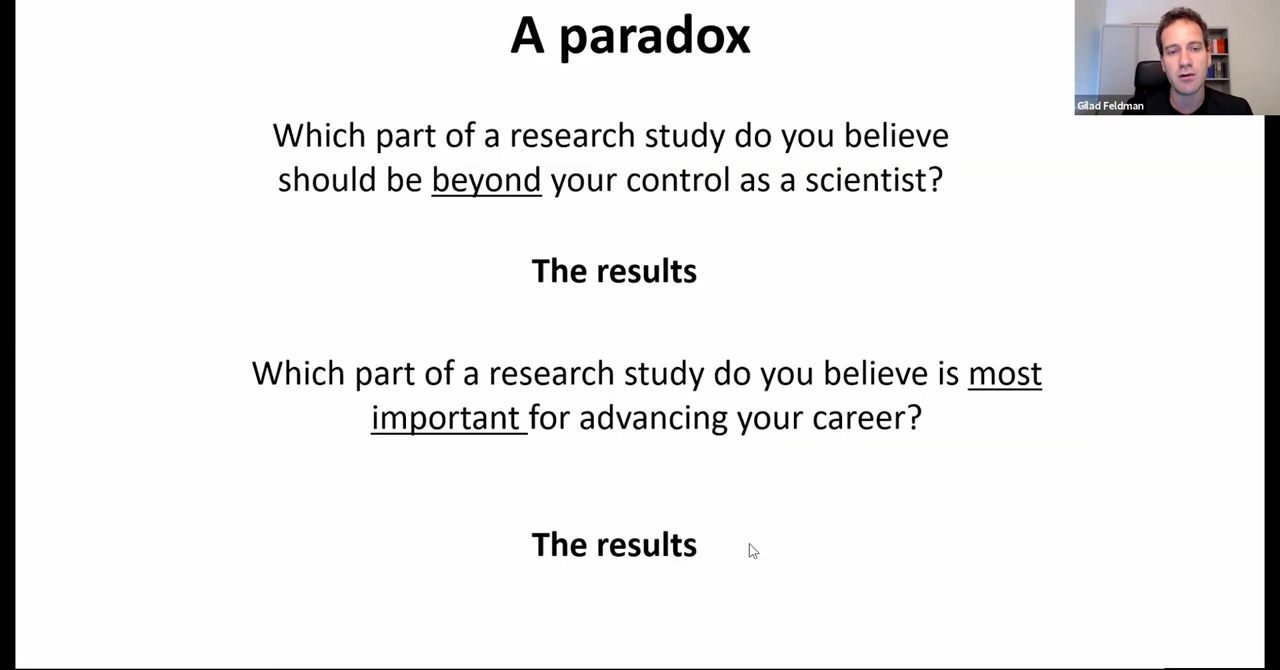 A paradox
Gilad Feldman
Which part of a research study do you believe
should be beyond your control as a scientist?
The results
Which part of a research study do you believe is most
important for advancing your career?
The results